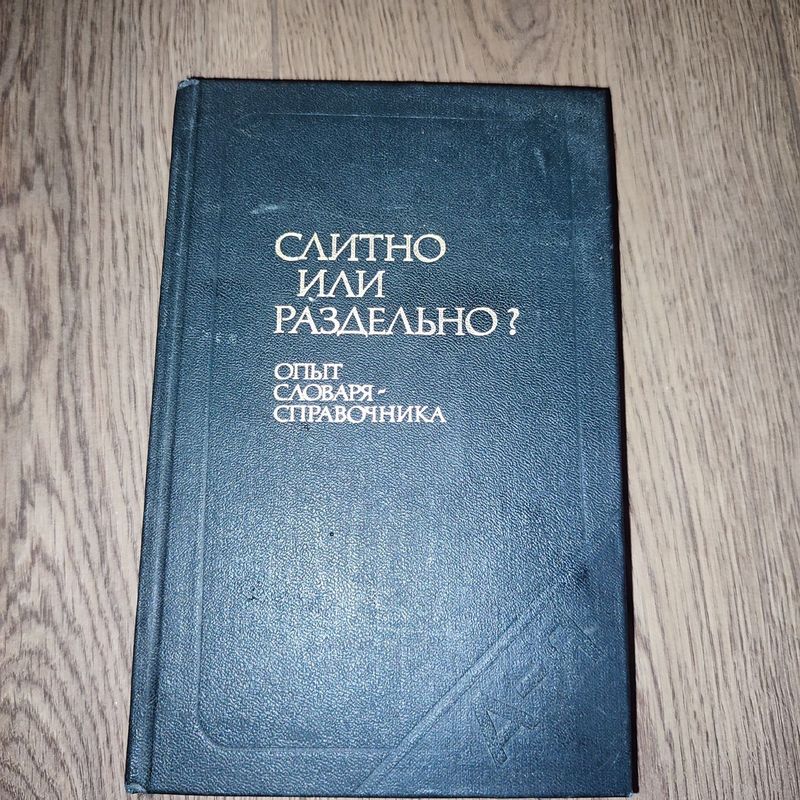 СЛИТНО
ИЛИ
РАЗДЕЛЬНО?
ОПЫТ
СЛОВАРЯ-
СПРАВОЧНИКА